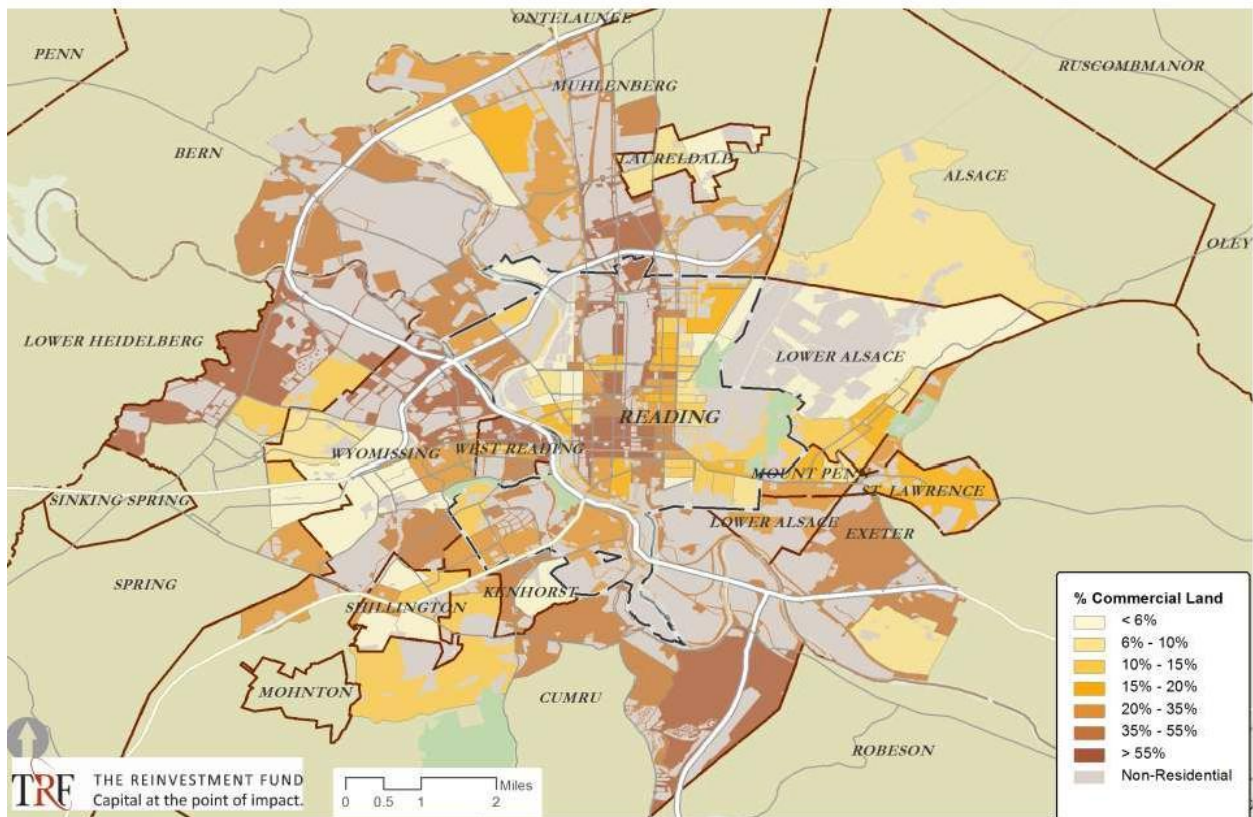 ONTELAUNEE
PENN
RUSCOMBMANOR
MUHLENBERG
BERN
LAURELDALD
ALSACE
OLEY
LOWER HEIDELBERG
LOWER ALSACE
READING
WYOMISSING
WEST READING
MOUNT PENN
SINKING SPRING
ST. LAWRENCE
LOWER ALSACE
EXETER
SPRING
KENHORST
SHILLINGTON
MOHNTON
CUMRU
ROBESON
% Commercial Land
< 6%
6% - 10%
10% - 15%
15% - 20%
20% - 35%
35% - 55%
> 55%
Non-Residential
TRF THE REINVESTMENT FUND
Capital at the point of impact.
Miles
0 0.5 1 2